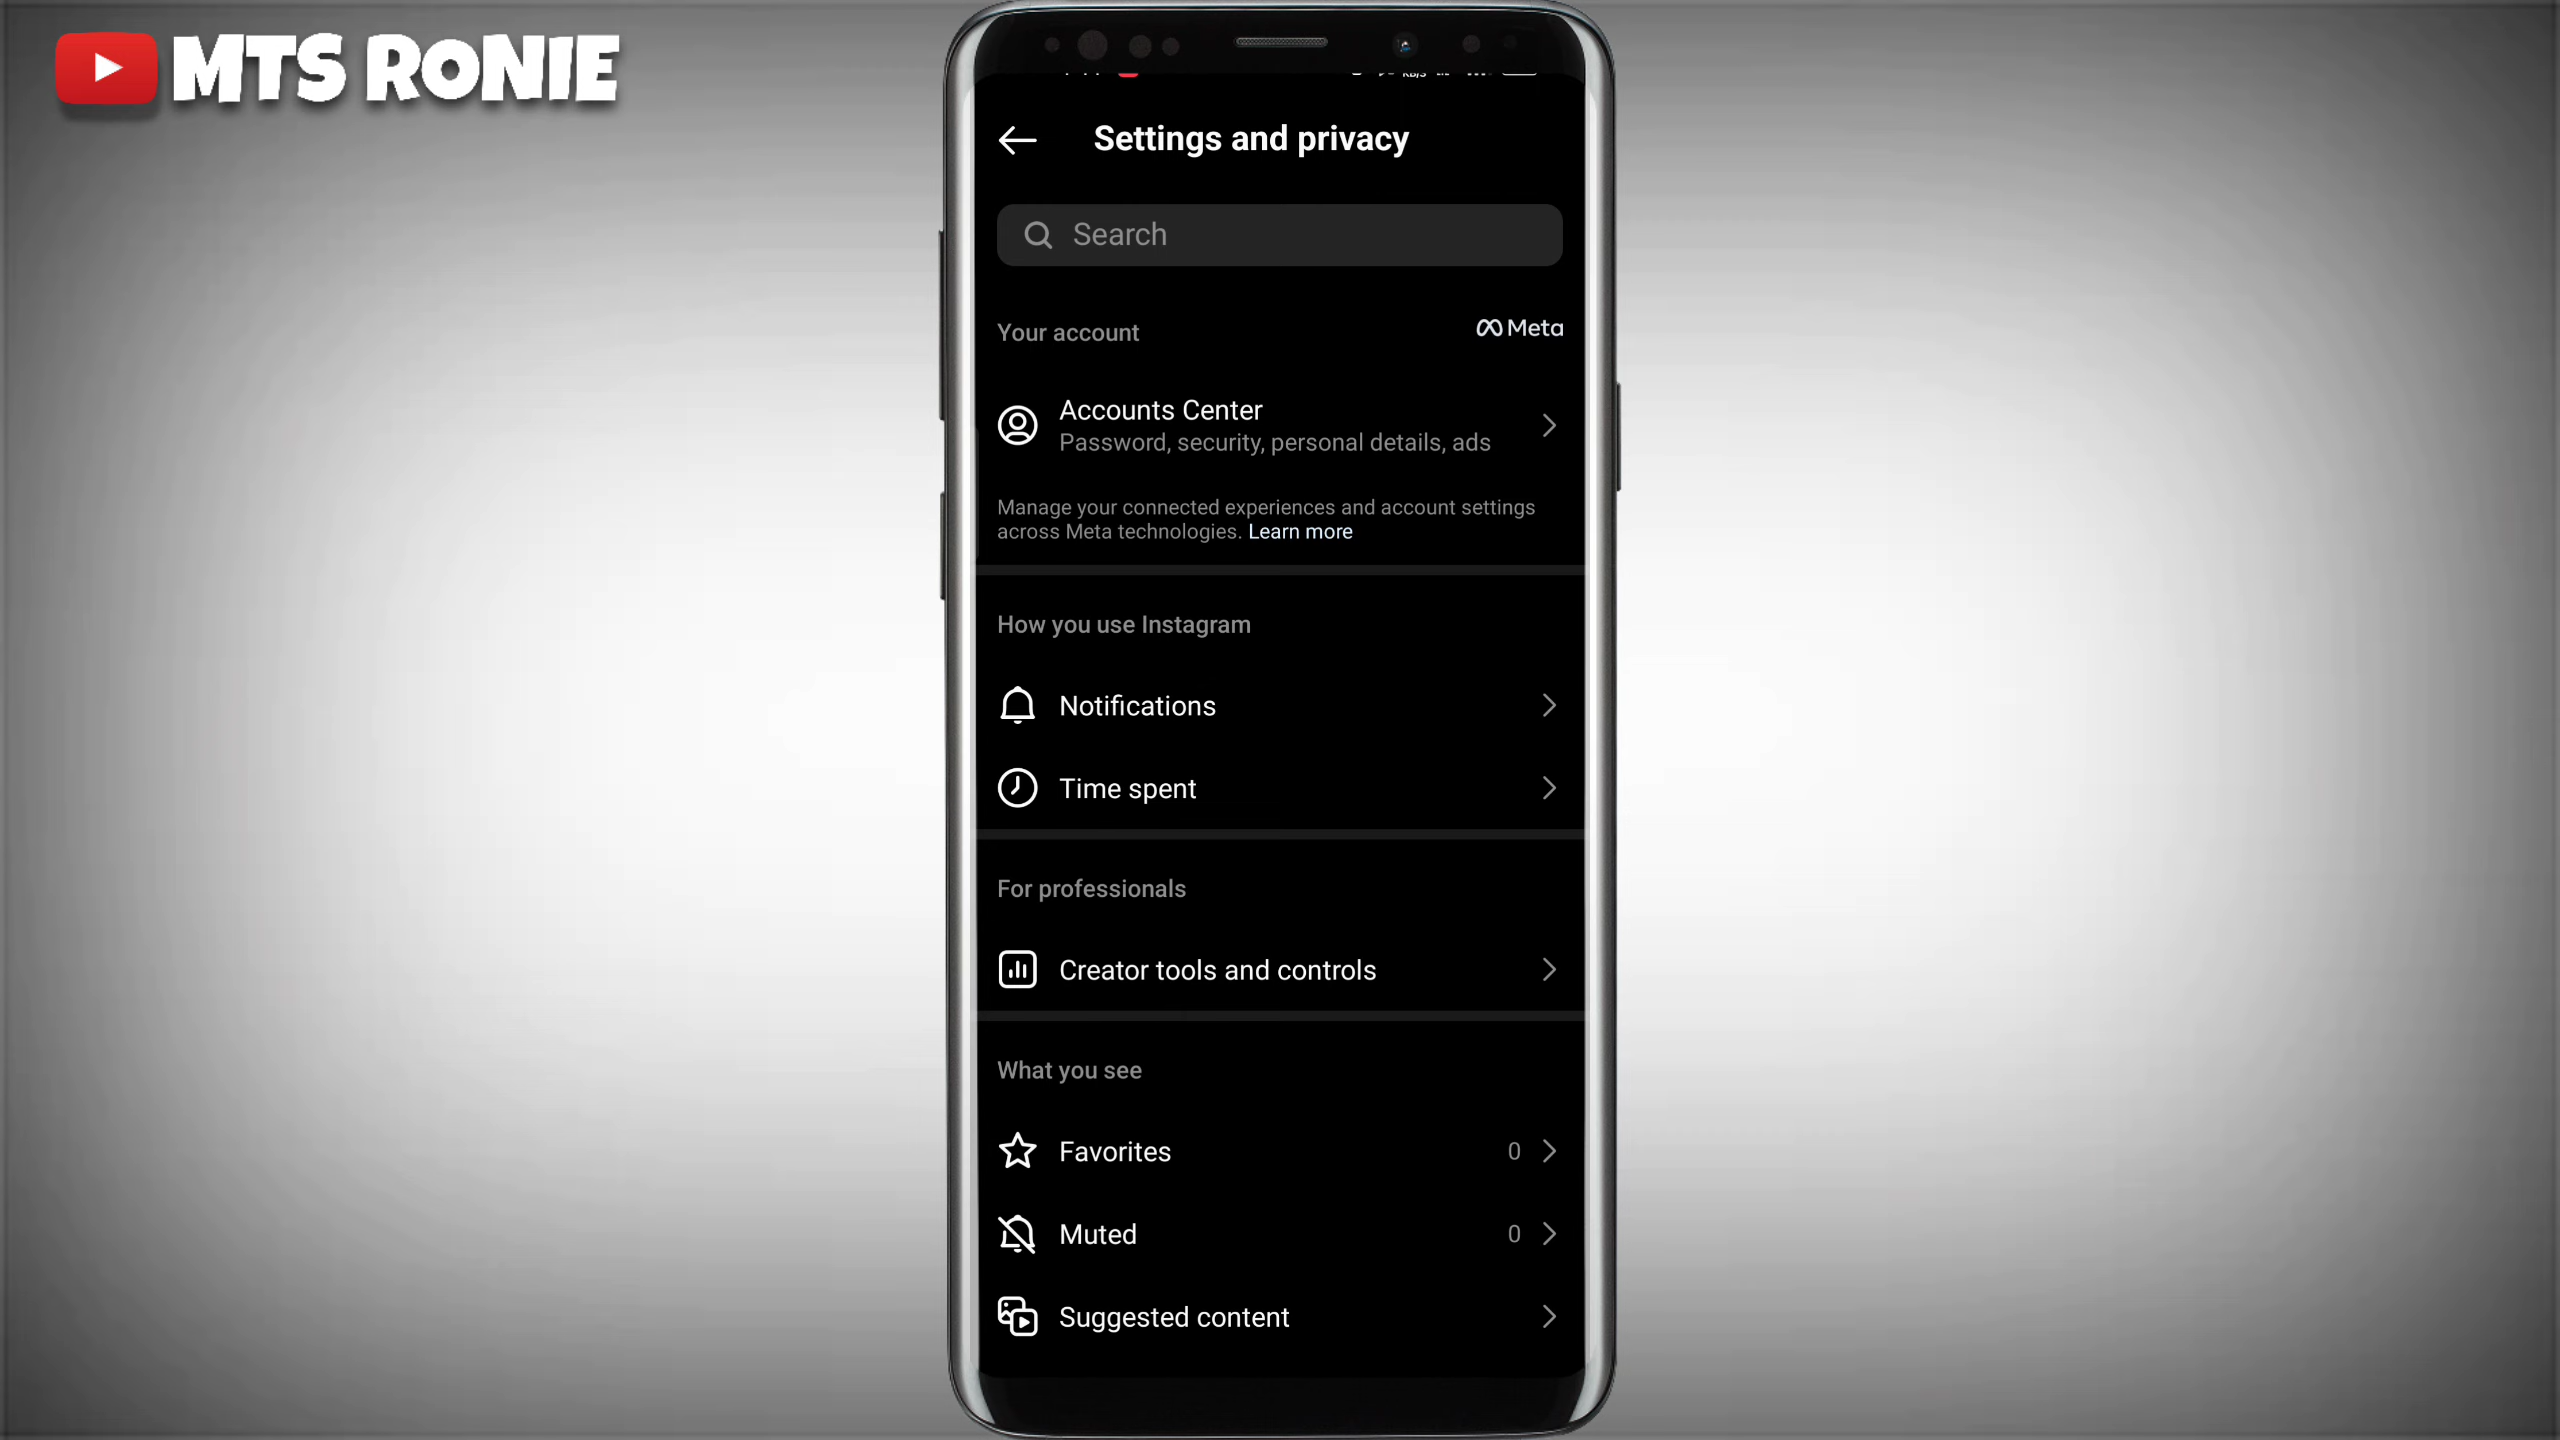 MTS RONIE
Settings and privacy
Search
Your account
Meta
Accounts Center
Password, security, personal details, ads
Manage your connected experiences and account settings
across Meta technologies. Learn more
How you use Instagram
Notifications
Time spent
For professionals
Creator tools and controls
What you see
Favorites 0
Muted 0
Suggested content